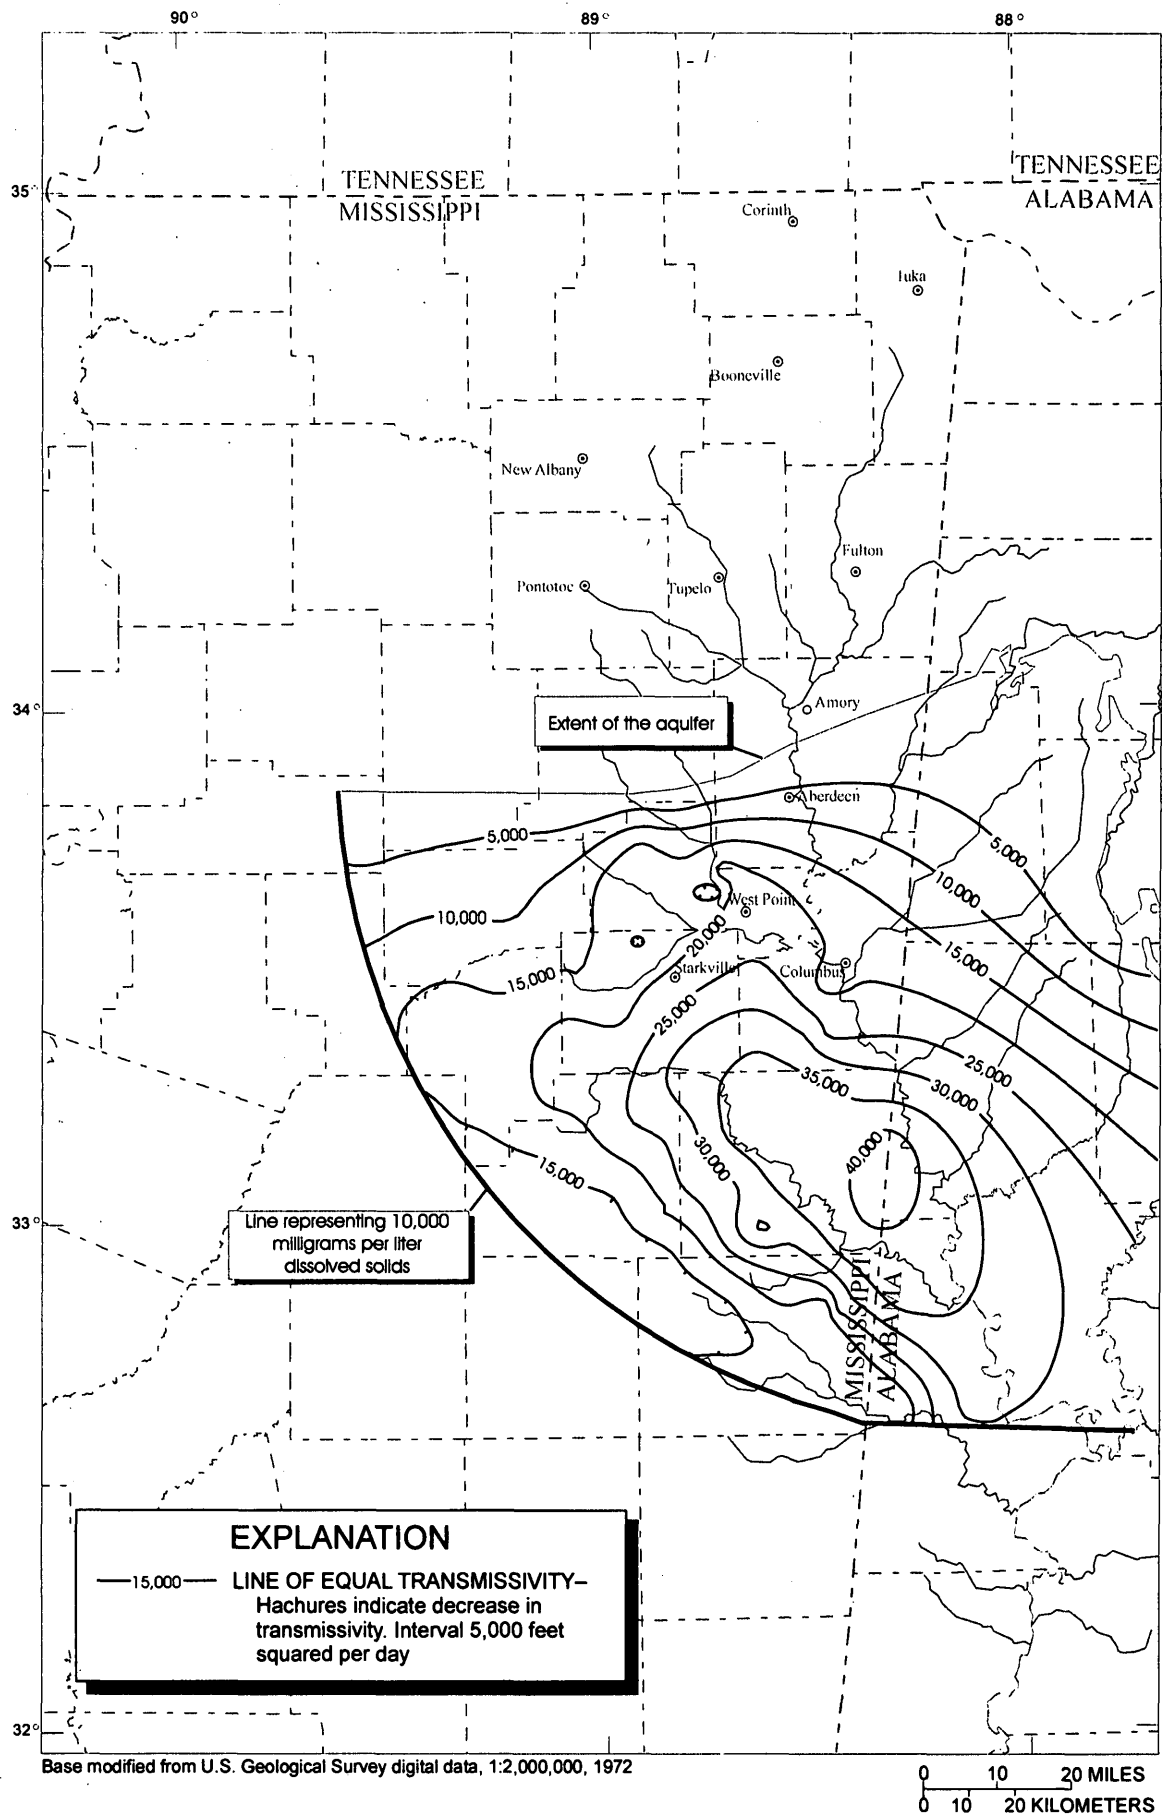 90° 89° 88°
35°
TENNESSEE
MISSISSIPPI
TENNESSEE
ALABAMA
Corinth
Iuka
Booneville
New Albany
Fulton
Pontotoc
Tupelo
34°
Extent of the aquifer
Amory
Aberdeen
5,000
5,000
10,000
10,000
West Point
20,000
15,000
Starkville
Columbus
15,000
25,000
25,000
35,000
30,000
30,000
40,000
15,000
33°
Line representing 10,000
milligrams per liter
dissolved solids
MISSISSIPPI
ALABAMA
EXPLANATION
15,000 LINE OF EQUAL TRANSMISSIVITY–
Hachures indicate decrease in
transmissivity. Interval 5,000 feet
squared per day
32°
Base modified from U.S. Geological Survey digital data, 1:2,000,000, 1972
0 10 20 MILES
0 10 20 KILOMETERS